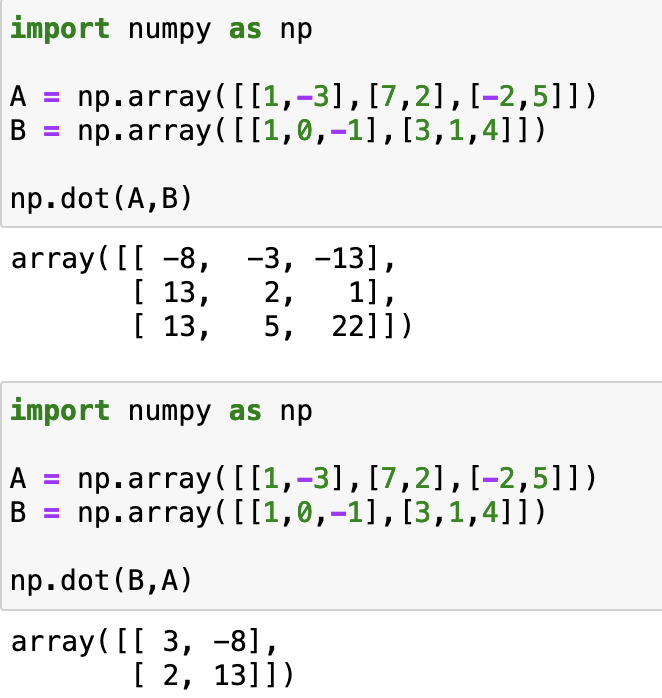 import numpy as np
A = np.array([[1,-3],[7,2],[-2,5]])
B = np.array([[1,0,-1],[3,1,4]])
np.dot(A,B)
array([[ -8,  -3, -13],
       [ 13,   2,   1],
       [ 13,   5,  22]])
import numpy as np
A = np.array([[1,-3],[7,2],[-2,5]])
B = np.array([[1,0,-1],[3,1,4]])
np.dot(B,A)
array([[ 3, -8],
       [ 2, 13]])